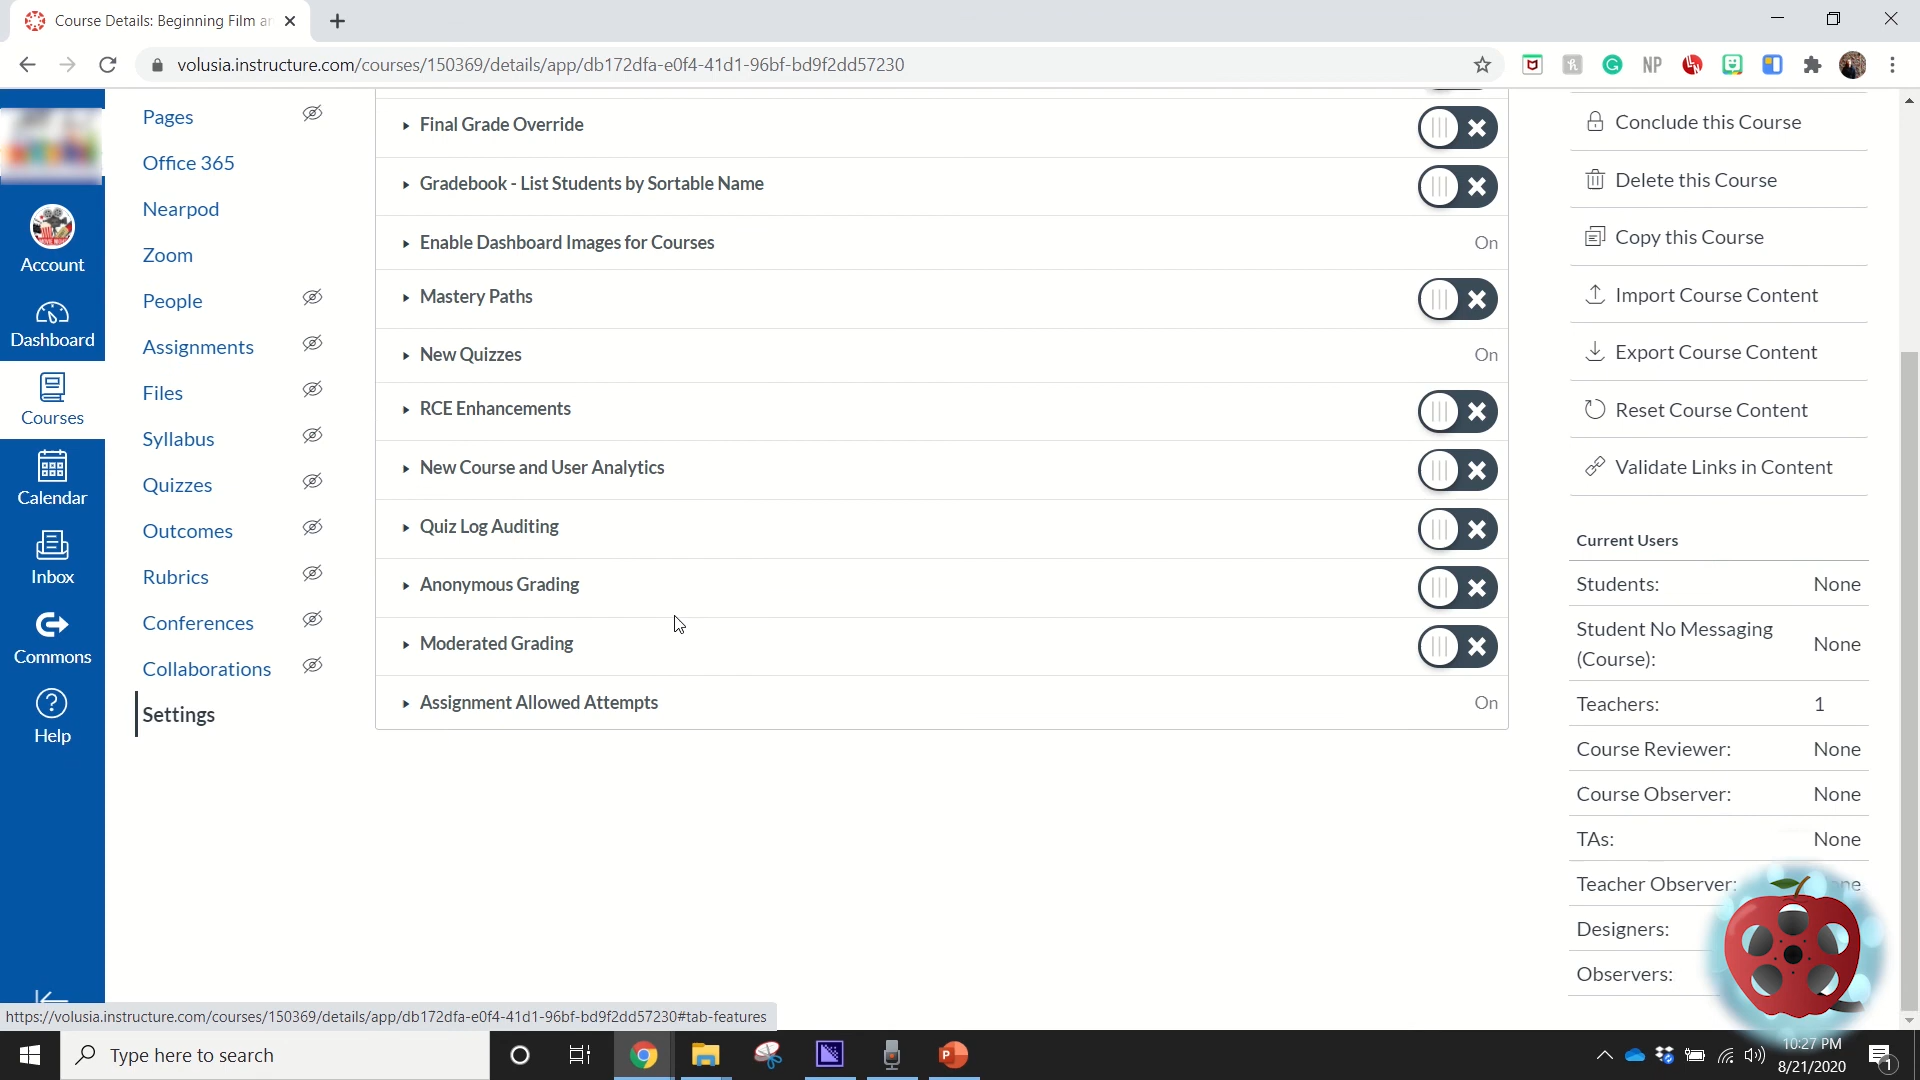 Course Details: Beginning Film an
volusia.instructure.com/courses/150369/details/app/db172dfa-e0f4-41d1-96bf-bd9f2dd57230
NP
Account
Dashboard
Courses
Calendar
Inbox
Commons
Help
Pages
Office 365
Nearpod
Zoom
People
Assignments
Files
Syllabus
Quizzes
Outcomes
Rubrics
Conferences
Collaborations
Settings
Final Grade Override
Gradebook - List Students by Sortable Name
Enable Dashboard Images for Courses On
Mastery Paths
New Quizzes On
RCE Enhancements
New Course and User Analytics
Quiz Log Auditing
Anonymous Grading
Moderated Grading
Assignment Allowed Attempts On
Conclude this Course
Delete this Course
Copy this Course
Import Course Content
Export Course Content
Reset Course Content
Validate Links in Content
Current Users
Students: None
Student No Messaging
(Course): None
Teachers: 1
Course Reviewer: None
Course Observer: None
TAs: None
Teacher Observer:
Designers:
Observers:
https://volusia.instructure.com/courses/150369/details/app/db172dfa-e0f4-41d1-96bf-bd9f2dd57230#tab-features
Type here to search
10:27 PM
8/21/2020
1